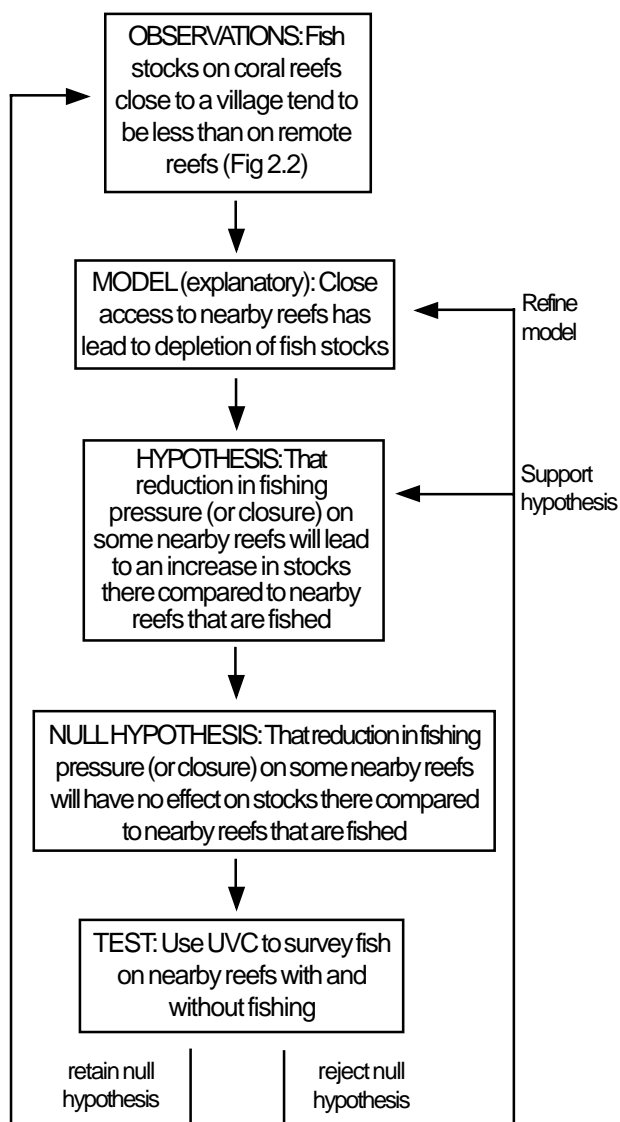 OBSERVATIONS: Fish
stocks on coral reefs
close to a village tend to
be less than on remote
reefs (Fig 2.2)
MODEL (explanatory): Close
access to nearby reefs has
lead to depletion of fish stocks
Refine
model
HYPOTHESIS: That
reduction in fishing
pressure (or closure) on
some nearby reefs will lead
to an increase in stocks
there compared to nearby
reefs that are fished
Support
hypothesis
NULL HYPOTHESIS: That reduction in fishing
pressure (or closure) on some nearby reefs
will have no effect on stocks there compared
to nearby reefs that are fished
TEST: Use UVC to survey fish
on nearby reefs with and
without fishing
retain null
hypothesis
reject null
hypothesis